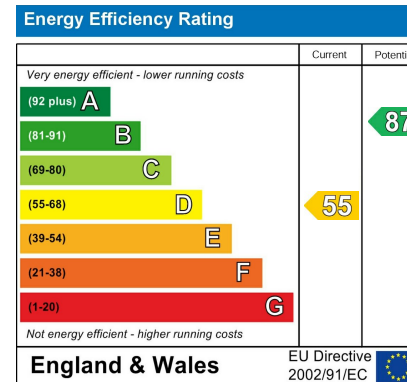 Energy Efficiency Rating
Current Potenti
Very energy efficient - lower running costs
(92 plus) A
(81-91) B
87
(69-80) C
(55-68) D
55
(39-54) E
(21-38) F
(1-20) G
Not energy efficient - higher running costs
England & Wales
EU Directive
2002/91/EC